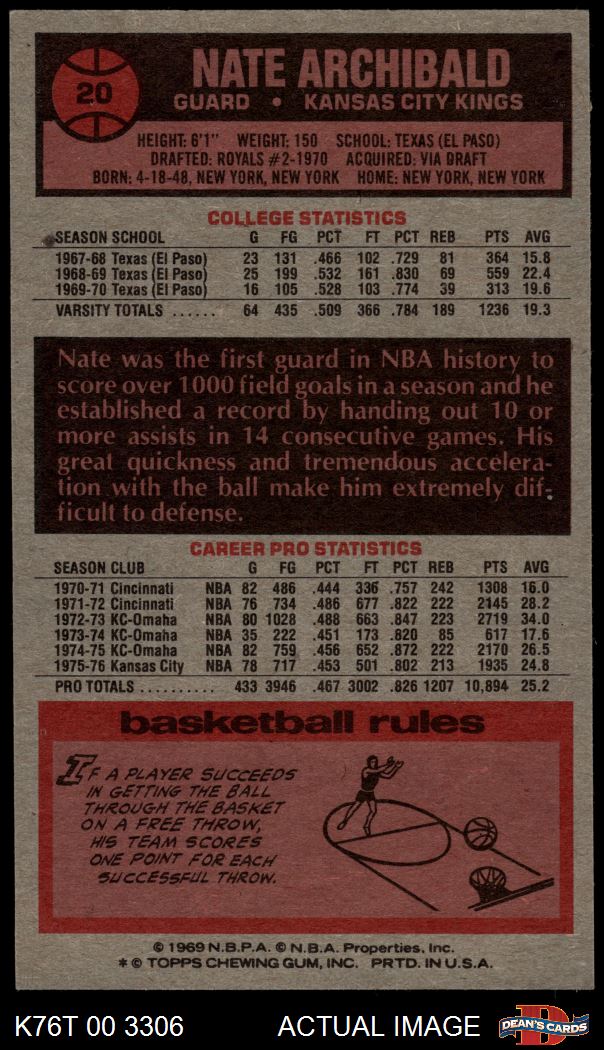 20
NATE ARCHIBALD
GUARD • KANSAS CITY KINGS
HEIGHT: 6'1" WEIGHT: 150 SCHOOL: TEXAS (EL PASO)
DRAFTED: ROYALS #2-1970 ACQUIRED: VIA DRAFT
BORN: 4-18-48, NEW YORK, NEW YORK HOME: NEW YORK, NEW YORK
COLLEGE STATISTICS
SEASON SCHOOL G FG PCT FT PCT REB PTS AVG
1967-68 Texas (El Paso) 23 131 .466 102 .729 81 364 15.8
1968-69 Texas (El Paso) 25 199 .532 161 .830 69 559 22.4
1969-70 Texas (El Paso) 16 105 .528 103 .774 39 313 19.6
VARSITY TOTALS ...... 64 435 .509 366 .784 189 1236 19.3
Nate was the first guard in NBA history to
score over 1000 field goals in a season and he
established a record by handing out 10 or
more assists in 14 consecutive games. His
great quickness and tremendous accelera-
tion with the ball make him extremely dif-
ficult to defense.
CAREER PRO STATISTICS
SEASON CLUB G FG PCT FT PCT REB PTS AVG
1970-71 Cincinnati NBA 82 486 .444 336 .757 242 1308 16.0
1971-72 Cincinnati NBA 76 734 .486 677 .822 222 2145 28.2
1972-73 KC-Omaha NBA 80 1028 .488 663 .847 223 2719 34.0
1973-74 KC-Omaha NBA 35 222 .451 173 .820 85 617 17.6
1974-75 KC-Omaha NBA 82 759 .456 652 .872 222 2170 26.5
1975-76 Kansas City NBA 78 717 .453 501 .802 213 1935 24.8
PRO TOTALS .......... 433 3946 .467 3002 .826 1207 10,894 25.2
basketball rules
IF A PLAYER SUCCEEDS
IN GETTING THE BALL
THROUGH THE BASKET
ON A FREE THROW,
HIS TEAM SCORES
ONE POINT FOR EACH
SUCCESSFUL THROW.
© 1969 N.B.P.A. © N.B.A. Properties, Inc.
* © TOPPS CHEWING GUM, INC. PRTD. IN U.S.A.
K76T 00 3306 ACTUAL IMAGE
D
DEAN'S CARDS